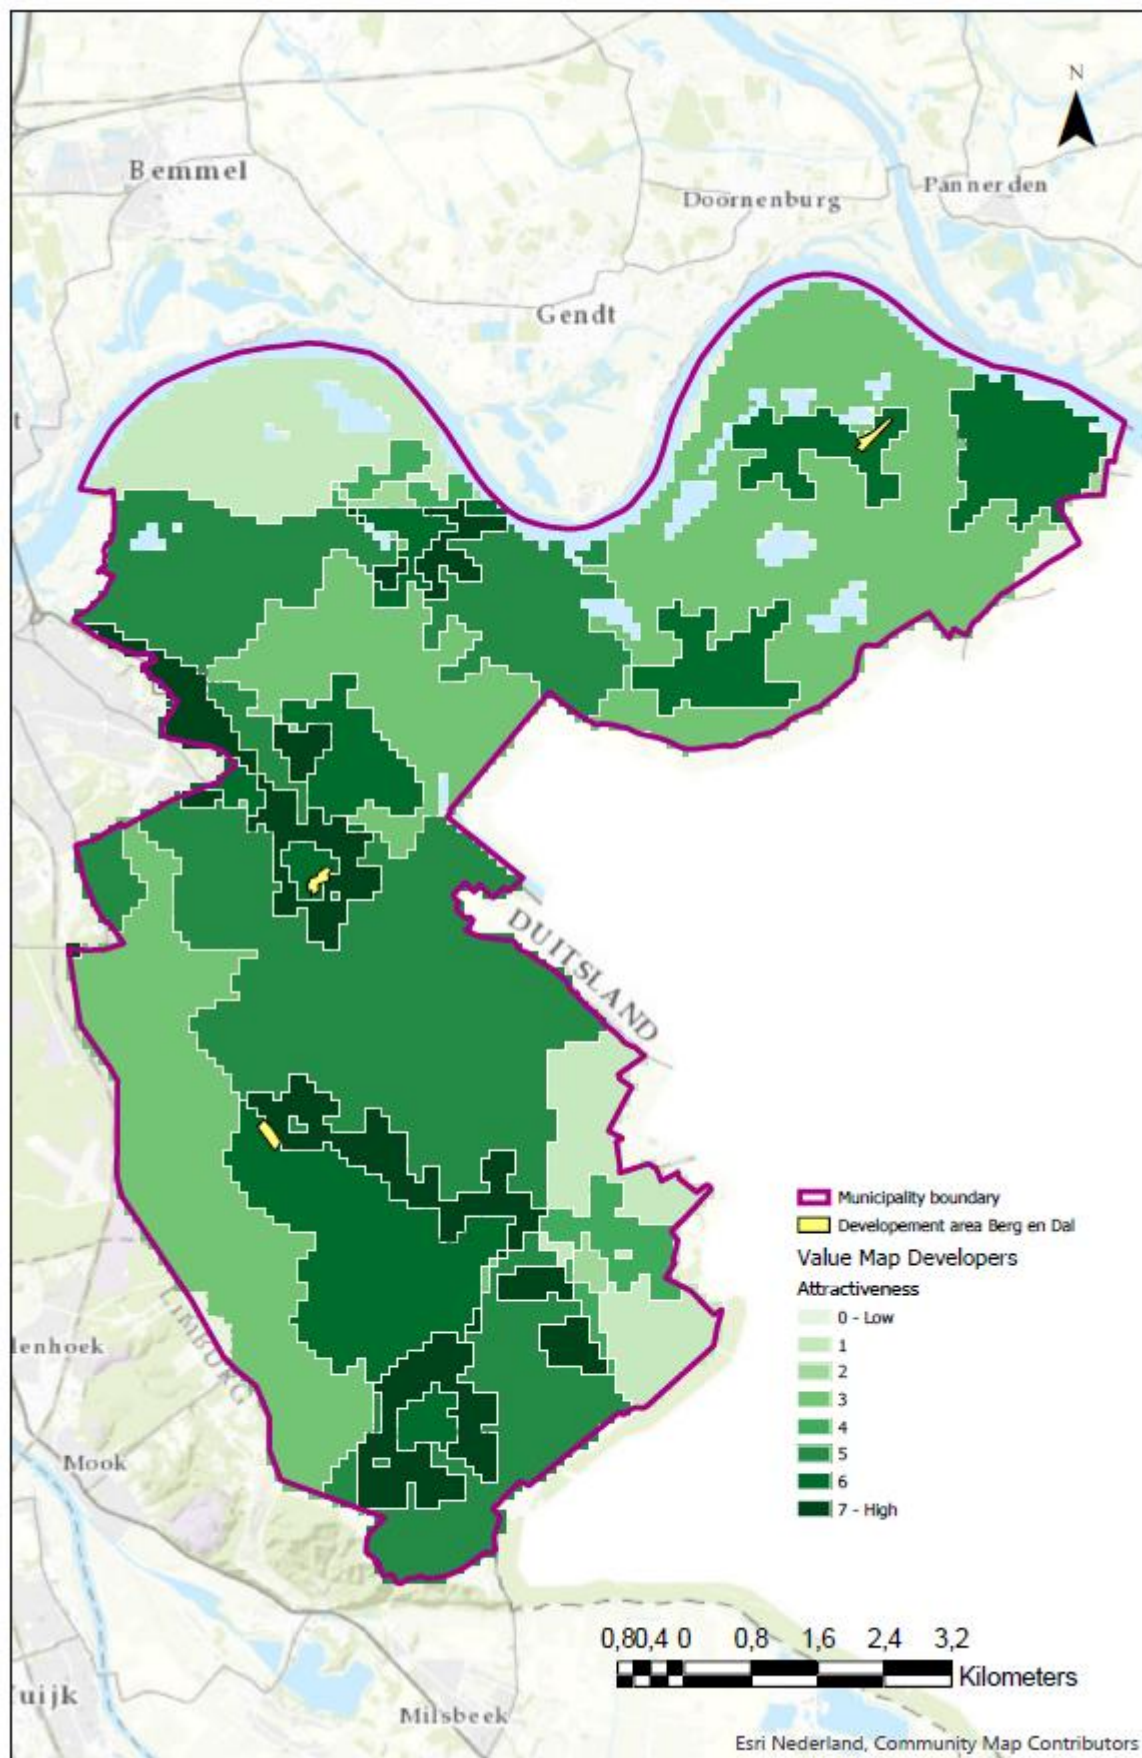 N
Bemmel
Pannerden
Doornenburg
Gendt
t
DUITSLAND
Municipality boundary
Developement area Berg en Dal
Value Map Developers
Attractiveness
0 - Low
1
2
3
4
5
6
7 - High
LIMBURG
lenhoek
Mook
0,80,4 0 0,8 1,6 2,4 3,2
Kilometers
uijk
Milsbeek
Esri Nederland, Community Map Contributors